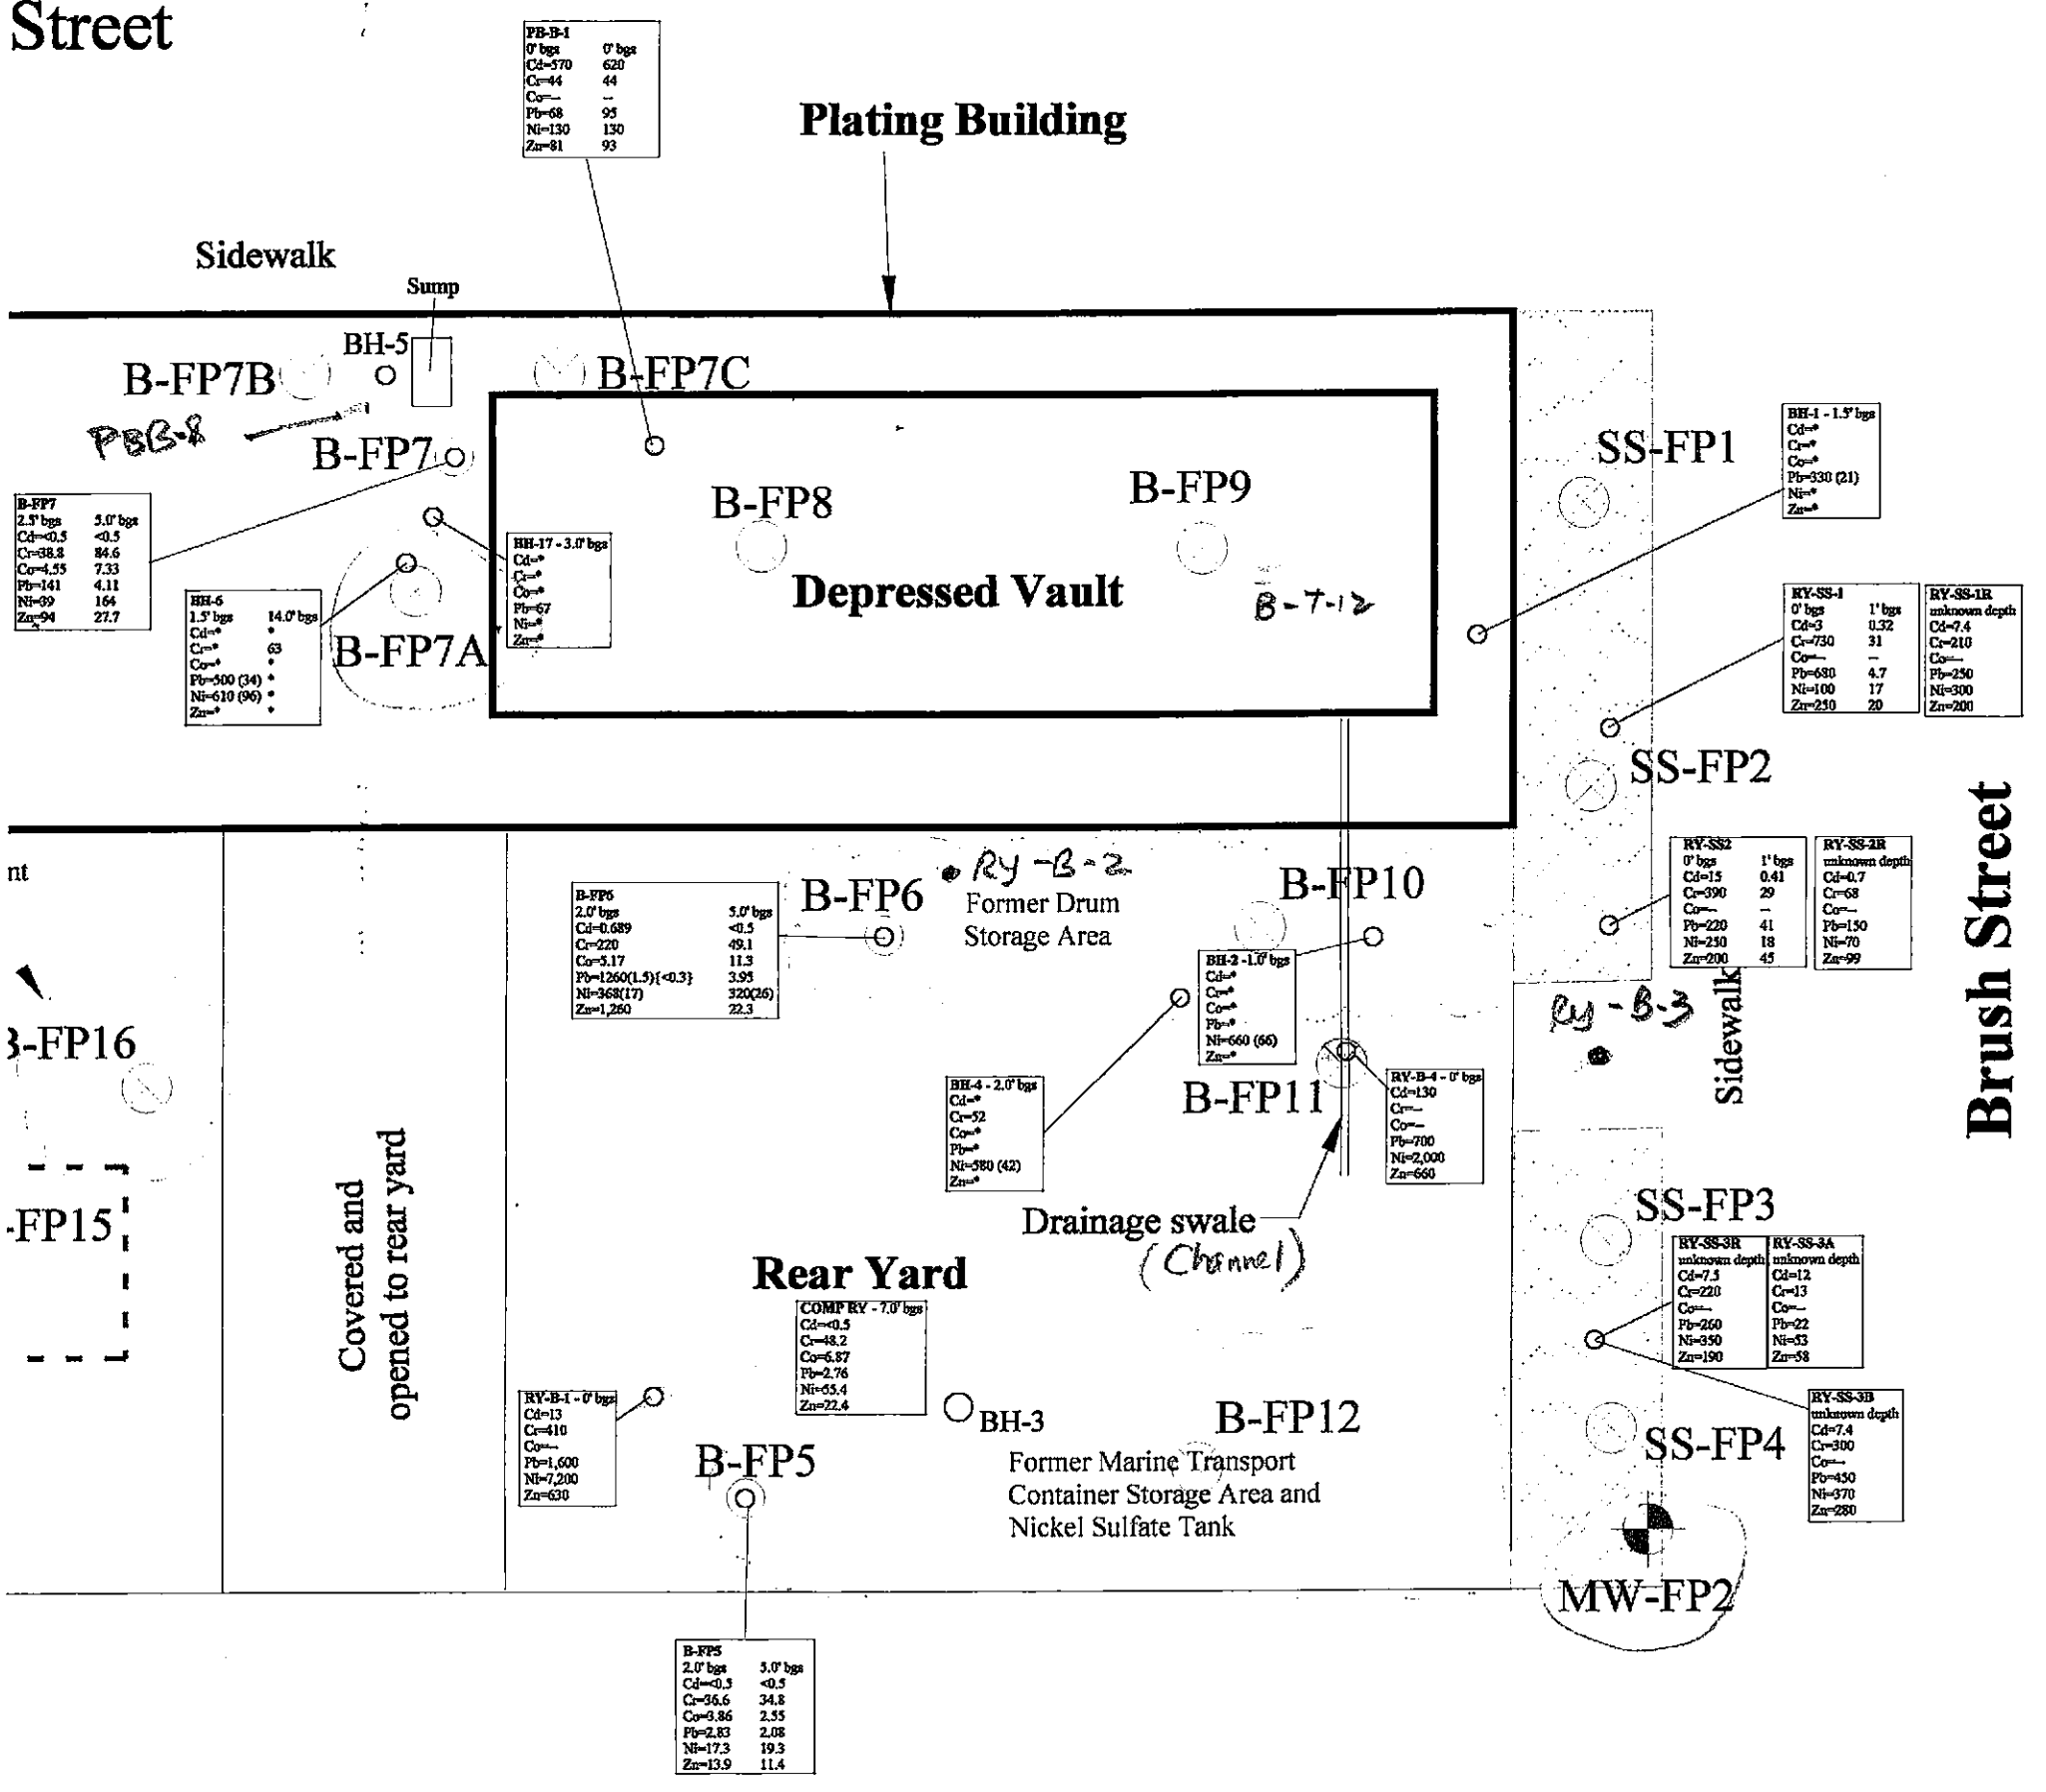 Street
PB-B-1
0' bgs 0' bgs
Cd=570 620
Cr=44 44
Co=-- --
Pb=68 95
Ni=130 130
Zn=81 93
Plating Building
Sidewalk
Sump
BH-5
B-FP7B
B-FP7C
PBB-8
B-FP7
B-FP7
2.5' bgs 5.0' bgs
Cd=<0.5 <0.5
Cr=38.8 84.6
Co=4.55 7.33
Pb=141 4.11
Ni=39 164
Zn=94 27.7
BH-6
1.5' bgs 14.0' bgs
Cd=* *
Cr=* 63
Co=* *
Pb=500 (34) *
Ni=610 (96) *
Zn=* *
B-FP7A
BH-17 - 3.0' bgs
Cd=*
Cr=*
Co=*
Pb=67
Ni=*
Zn=*
B-FP8
B-FP9
Depressed Vault
B-T-12
SS-FP1
BH-1 - 1.5' bgs
Cd=*
Cr=*
Co=*
Pb=330 (21)
Ni=*
Zn=*
RY-SS-1
0' bgs 1' bgs
Cd=3 0.32
Cr=730 31
Co=-- --
Pb=680 4.7
Ni=100 17
Zn=250 20
RY-SS-1R
unknown depth
Cd=7.4
Cr=210
Co=--
Pb=250
Ni=300
Zn=200
SS-FP2
RY-SS2
0' bgs 1' bgs
Cd=15 0.41
Cr=390 29
Co=-- --
Pb=220 41
Ni=250 18
Zn=200 45
RY-SS-2R
unknown depth
Cd=0.7
Cr=68
Co=--
Pb=150
Ni=70
Zn=99
Brush Street
nt
B-FP6
2.0' bgs 5.0' bgs
Cd=0.689 <0.5
Cr=220 49.1
Co=5.17 11.3
Pb=1260(1.5){<0.3} 3.95
Ni=368(17) 320(26)
Zn=1,260 22.3
B-FP6
RY-B-2
Former Drum
Storage Area
B-FP10
BH-2 -1.0' bgs
Cd=*
Cr=*
Co=*
Pb=*
Ni=660 (66)
Zn=*
RY-B-3
Sidewalk
B-FP16
BH-4 - 2.0' bgs
Cd=*
Cr=52
Co=*
Pb=*
Ni=580 (42)
Zn=*
B-FP11
RY-B-4 - 0' bgs
Cd=130
Cr=--
Co=--
Pb=700
Ni=2,000
Zn=660
-FP15
Covered and
opened to rear yard
Drainage swale
(Channel)
SS-FP3
RY-SS-3R
unknown depth
Cd=7.5
Cr=220
Co=--
Pb=260
Ni=350
Zn=190
RY-SS-3A
unknown depth
Cd=12
Cr=13
Co=--
Pb=22
Ni=53
Zn=58
Rear Yard
COMP RY - 7.0' bgs
Cd=<0.5
Cr=48.2
Co=6.87
Pb=2.76
Ni=55.4
Zn=22.4
RY-B-1 - 0' bgs
Cd=13
Cr=410
Co=--
Pb=1,600
Ni=7,200
Zn=630
BH-3
B-FP12
RY-SS-3B
unknown depth
Cd=7.4
Cr=300
Co=--
Pb=450
Ni=370
Zn=280
SS-FP4
B-FP5
Former Marine Transport
Container Storage Area and
Nickel Sulfate Tank
MW-FP2
B-FP5
2.0' bgs 5.0' bgs
Cd=<0.5 <0.5
Cr=36.6 34.8
Co=3.86 2.55
Pb=2.83 2.08
Ni=17.3 19.3
Zn=13.9 11.4